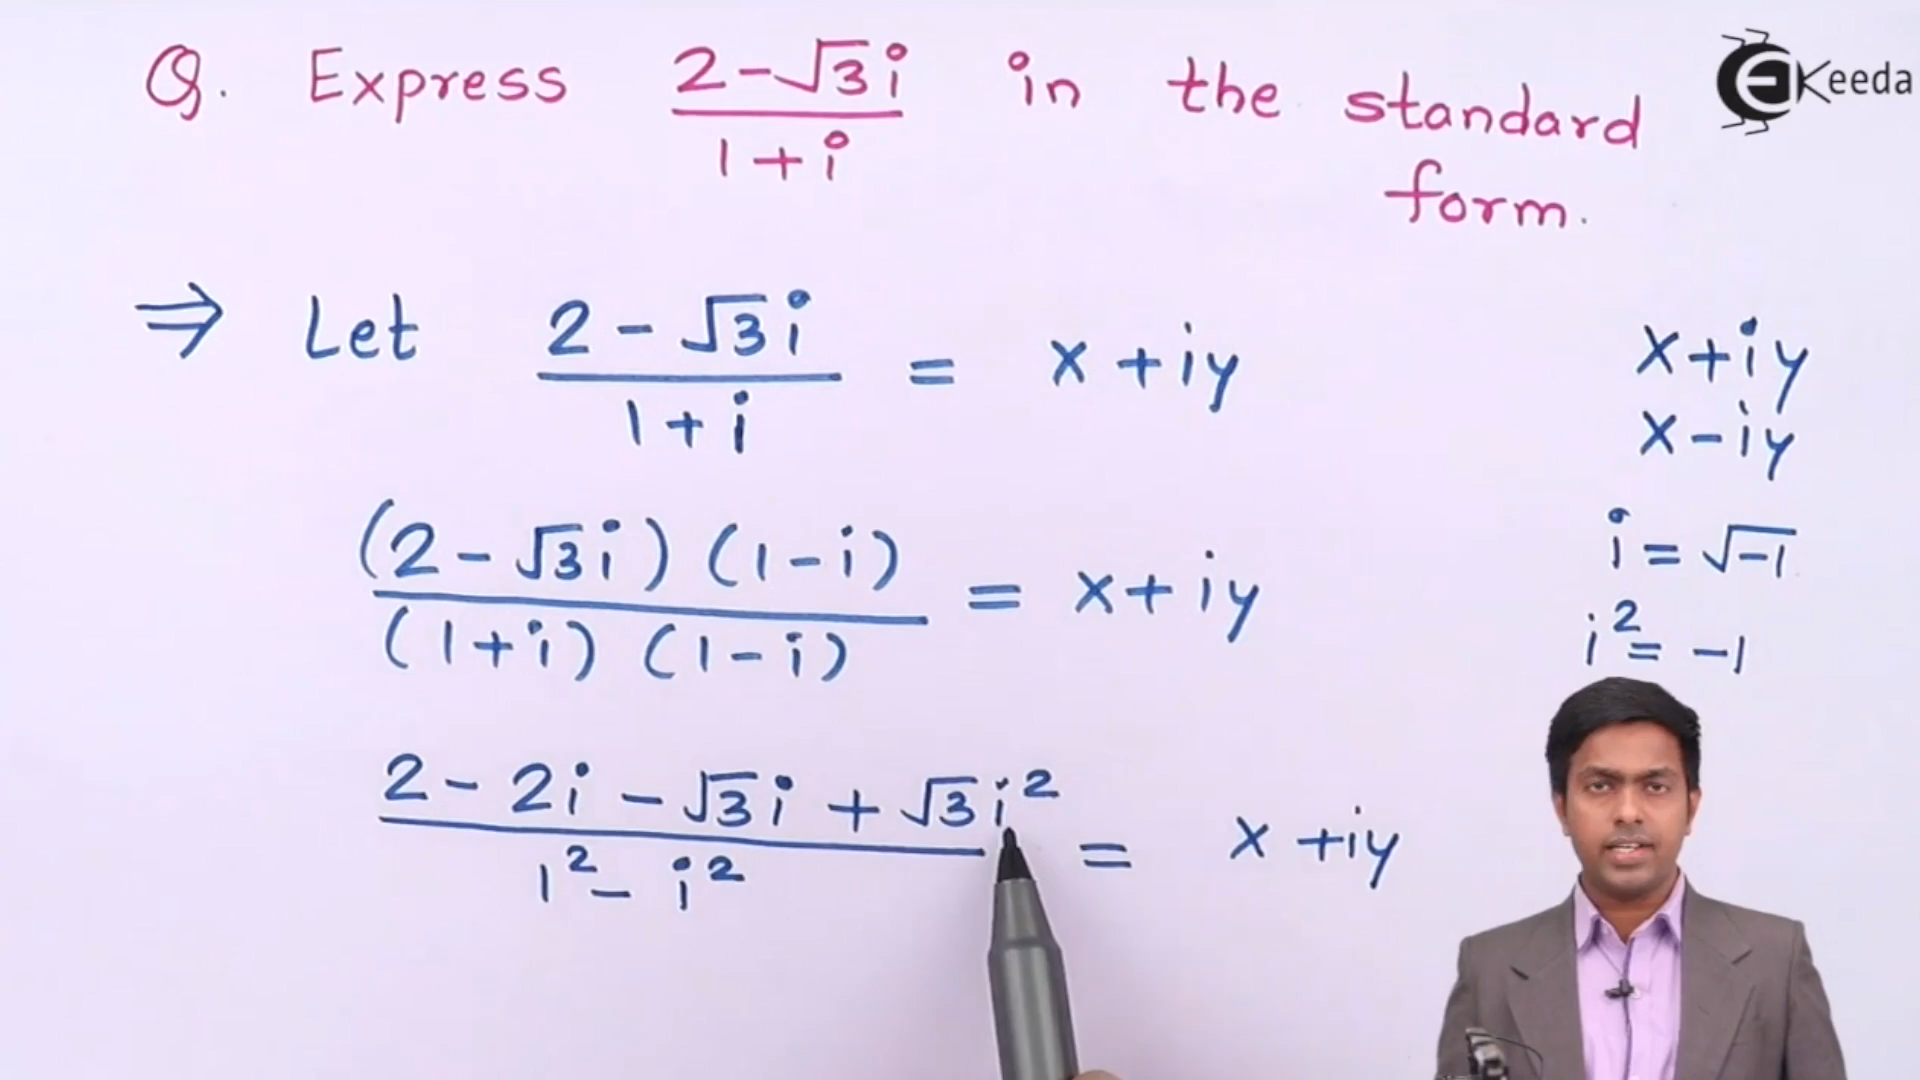 Q. Express (2-√3i)/(1+i) in the standard form.
EKeeda
⇒ Let (2-√3i)/(1+i) = x+iy
x+iy
x-iy
(2-√3i)(1-i)/(1+i)(1-i) = x+iy
i=√-1
i²=-1
(2-2i-√3i+√3i²)/(1²-i²) = x+iy